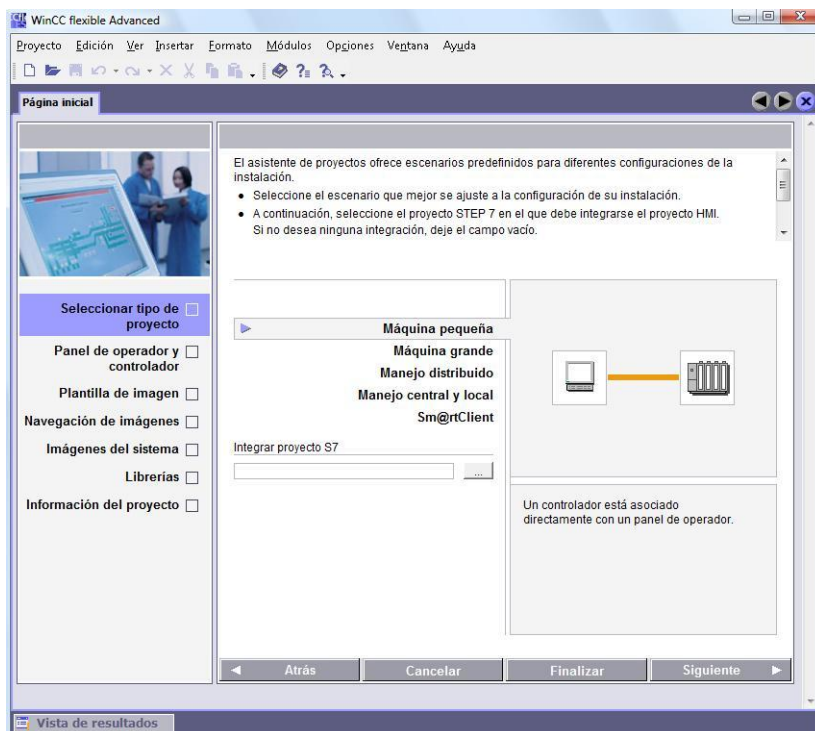 WinCC flexible Advanced
Proyecto Edición Ver Insertar Formato Módulos Opciones Ventana Ayuda
Página inicial
El asistente de proyectos ofrece escenarios predefinidos para diferentes configuraciones de la
instalación.
• Seleccione el escenario que mejor se ajuste a la configuración de su instalación.
• A continuación, seleccione el proyecto STEP 7 en el que debe integrarse el proyecto HMI.
Si no desea ninguna integración, deje el campo vacío.
Seleccionar tipo de
proyecto
Panel de operador y
controlador
Plantilla de imagen
Navegación de imágenes
Imágenes del sistema
Librerías
Información del proyecto
Máquina pequeña
Máquina grande
Manejo distribuido
Manejo central y local
Sm@rtClient
Integrar proyecto S7
...
Un controlador está asociado
directamente con un panel de operador.
Atrás
Cancelar
Finalizar
Siguiente
Vista de resultados